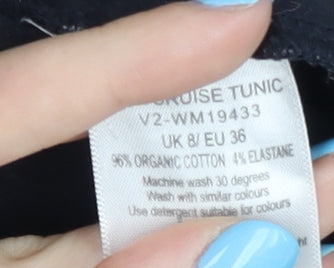 CRUISE TUNIC
V2-WM19433
UK 8/ EU 36
96% ORGANIC COTTON 4% ELASTANE
Machine wash 30 degrees
Wash with similar colours
Use detergent suitable for colours